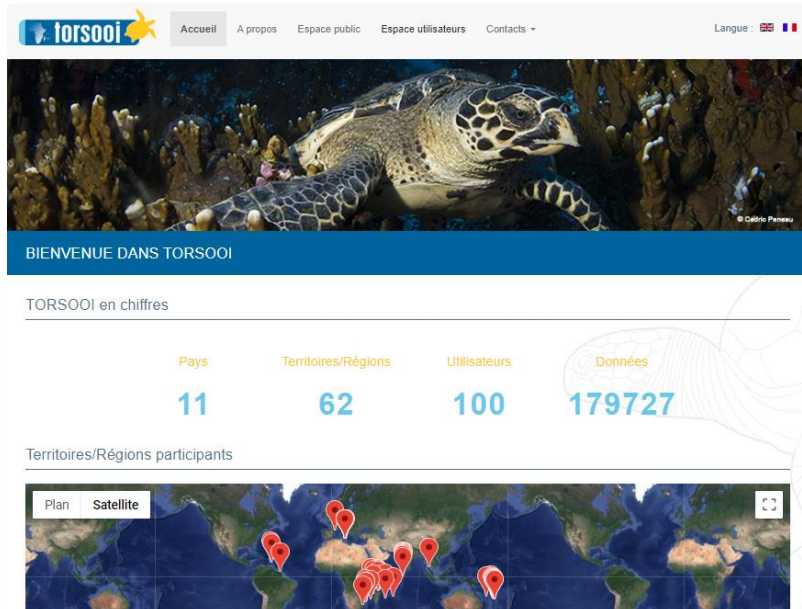 torsooi Accueil A propos Espace public Espace utilisateurs Contacts Langue :
© Cédric Peneau
BIENVENUE DANS TORSOOI
TORSOOI en chiffres
Pays Territoires/Régions Utilisateurs Données
11 62 100 179727
Territoires/Régions participants
Plan Satellite